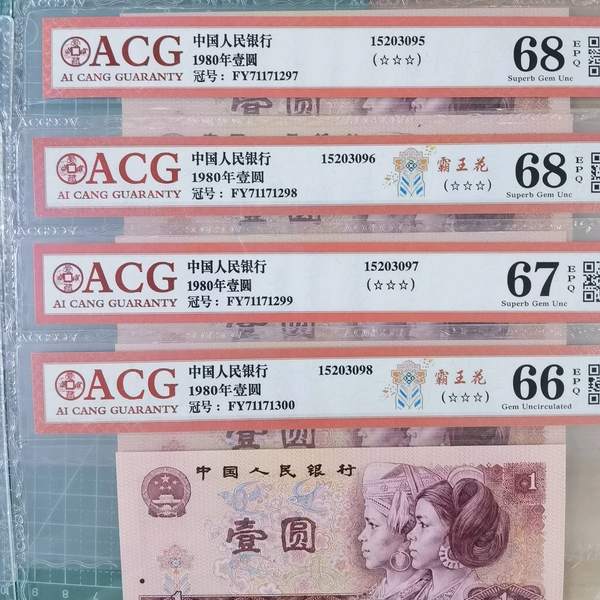 ACG
AI CANG GUARANTY
中国人民银行
1980年壹圆
冠号： FY71171297
15203095
(☆☆☆)
68
EPQ
Superb Gem Unc
ACG
AI CANG GUARANTY
中国人民银行
1980年壹圆
冠号： FY71171298
15203096
霸王花
(☆☆☆)
68
EPQ
Superb Gem Unc
ACG
AI CANG GUARANTY
中国人民银行
1980年壹圆
冠号： FY71171299
15203097
(☆☆☆)
67
EPQ
Superb Gem Unc
ACG
AI CANG GUARANTY
中国人民银行
1980年壹圆
冠号： FY71171300
15203098
霸王花
(☆☆☆)
66
EPQ
Gem Uncirculated
中国人民银行
壹圆
1
1